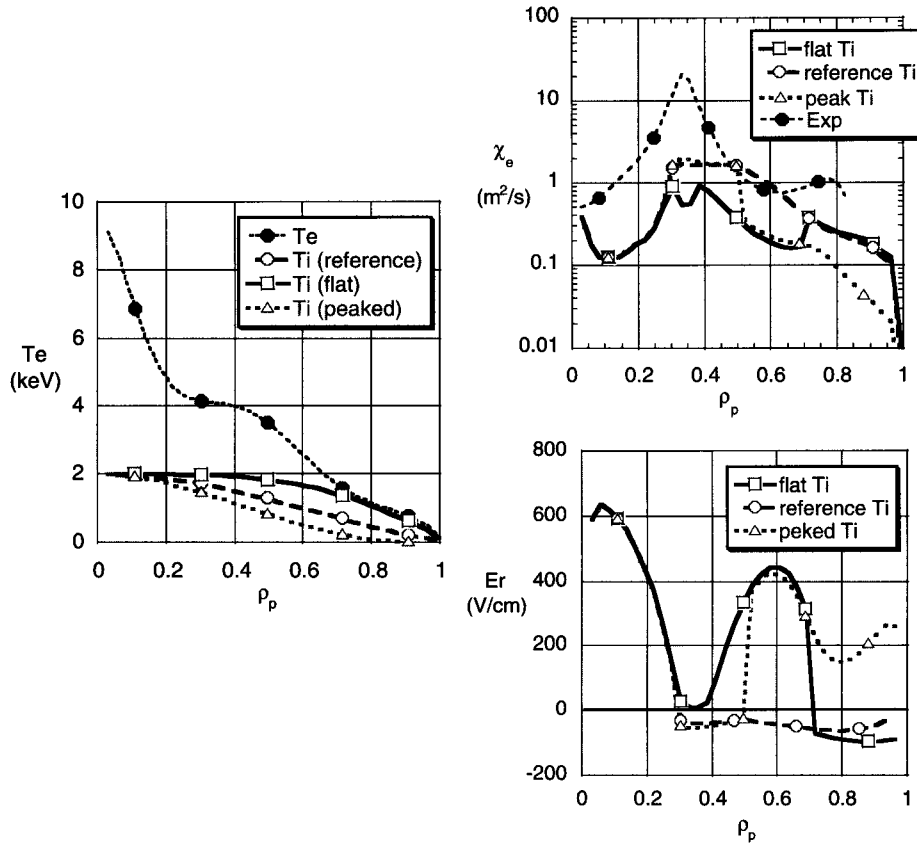 10
8
6
4
2
0
Te
(keV)
Te
Ti (reference)
Ti (flat)
Ti (peaked)
0
0.2
0.4
0.6
0.8
1
ρp
100
10
1
0.1
0.01
χe
(m²/s)
flat Ti
reference Ti
peak Ti
Exp
0
0.2
0.4
0.6
0.8
1
ρp
800
600
400
200
0
-200
Er
(V/cm)
flat Ti
reference Ti
peked Ti
0
0.2
0.4
0.6
0.8
1
ρp